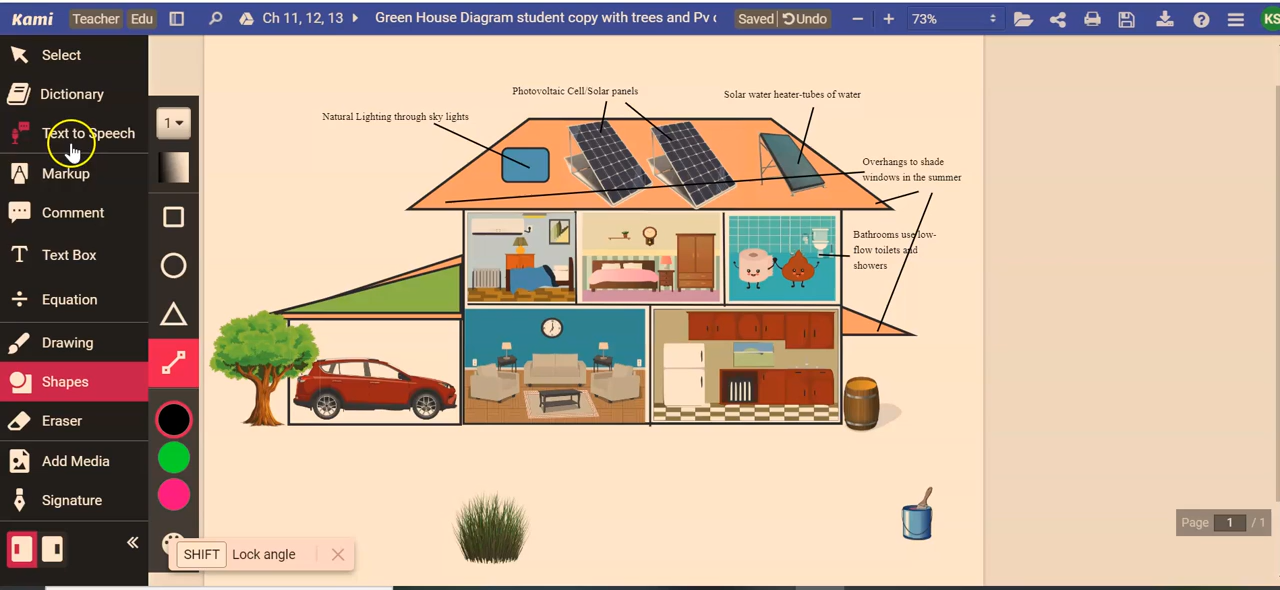 Kami Teacher Edu Ch 11, 12, 13 Green House Diagram student copy with trees and Pv Saved Undo 73% KS
Select
Dictionary
Text to Speech
Markup
Comment
Text Box
Equation
Drawing
Shapes
Eraser
Add Media
Signature
1
Photovoltaic Cell/Solar panels
Solar water heater-tubes of water
Natural Lighting through sky lights
Overhangs to shade
windows in the summer
Bathrooms use low-
flow toilets and
showers
Page 1 / 1
SHIFT Lock angle